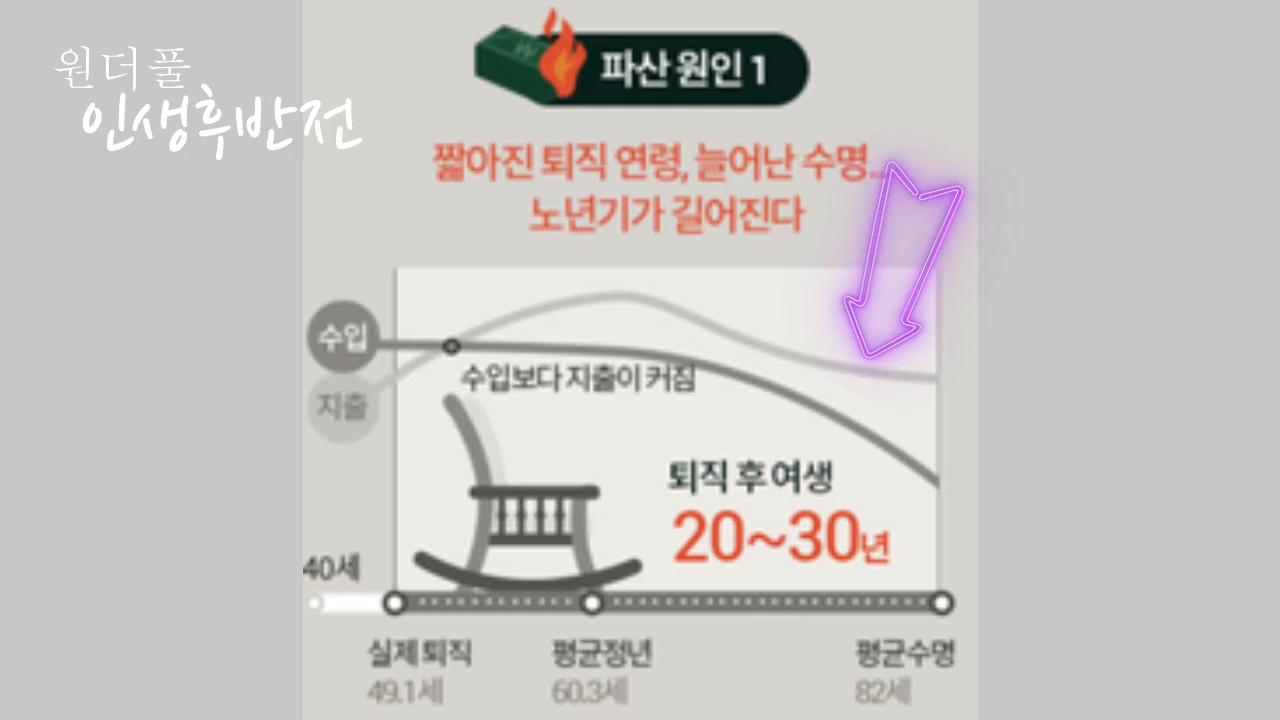 원더풀
인생후반전
파산 원인 1
짧아진 퇴직 연령, 늘어난 수명...
노년기가 길어진다
수입
지출
수입보다 지출이 커짐
퇴직 후 여생
20~30년
40세
실제 퇴직
49.1세
평균정년
60.3세
평균수명
82세